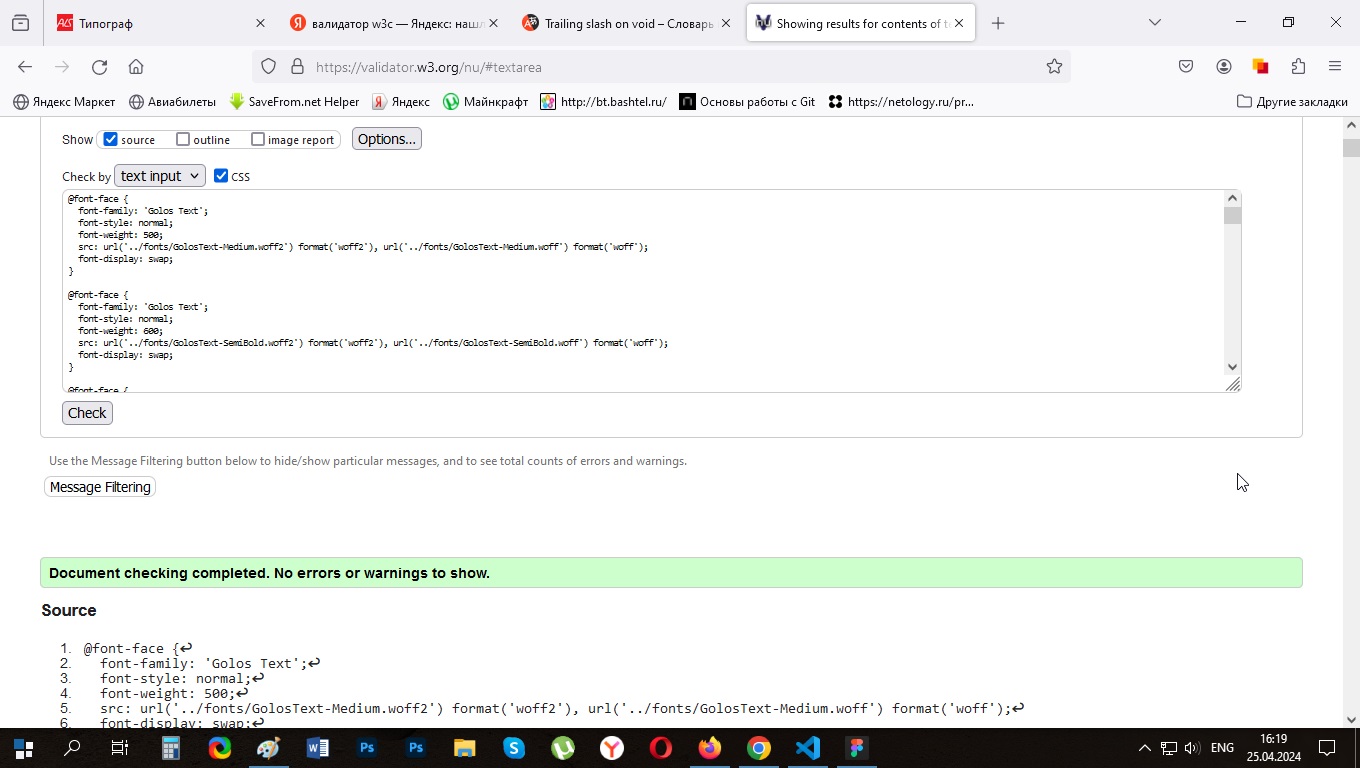 Типограф
валидатор w3c — Яндекс: нашл
Trailing slash on void – Словарь
Showing results for contents of te
https://validator.w3.org/nu/#textarea
Яндекс Маркет
Авиабилеты
SaveFrom.net Helper
Яндекс
Майнкрафт
http://bt.bashtel.ru/
Основы работы с Git
https://netology.ru/pr...
Другие закладки
Show source outline image report Options...
Check by text input CSS
@font-face {
font-family: 'Golos Text';
font-style: normal;
font-weight: 500;
src: url('../fonts/GolosText-Medium.woff2') format('woff2'), url('../fonts/GolosText-Medium.woff') format('woff');
font-display: swap;
}
@font-face {
font-family: 'Golos Text';
font-style: normal;
font-weight: 600;
src: url('../fonts/GolosText-SemiBold.woff2') format('woff2'), url('../fonts/GolosText-SemiBold.woff') format('woff');
font-display: swap;
}
@font-face {
Check
Use the Message Filtering button below to hide/show particular messages, and to see total counts of errors and warnings.
Message Filtering
Document checking completed. No errors or warnings to show.
Source
1. @font-face {↩
2. font-family: 'Golos Text';↩
3. font-style: normal;↩
4. font-weight: 500;↩
5. src: url('../fonts/GolosText-Medium.woff2') format('woff2'), url('../fonts/GolosText-Medium.woff') format('woff');↩
6. font-display: swap;↩
ENG
16:19
25.04.2024